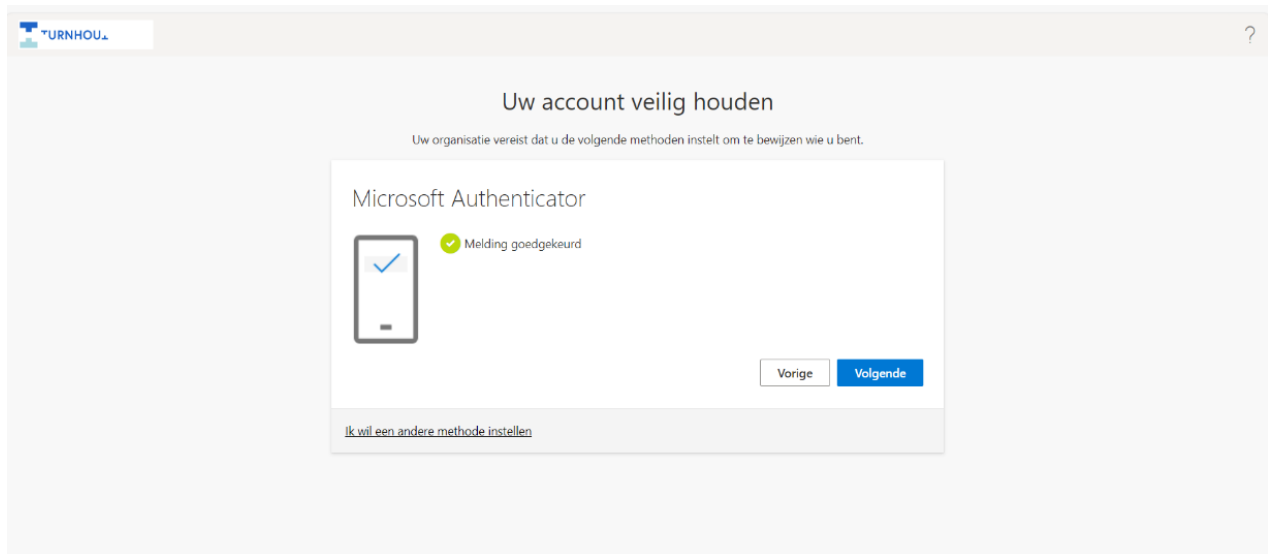 TURNHOUT
?
Uw account veilig houden
Uw organisatie vereist dat u de volgende methoden instelt om te bewijzen wie u bent.
Microsoft Authenticator
Melding goedgekeurd
Vorige
Volgende
Ik wil een andere methode instellen